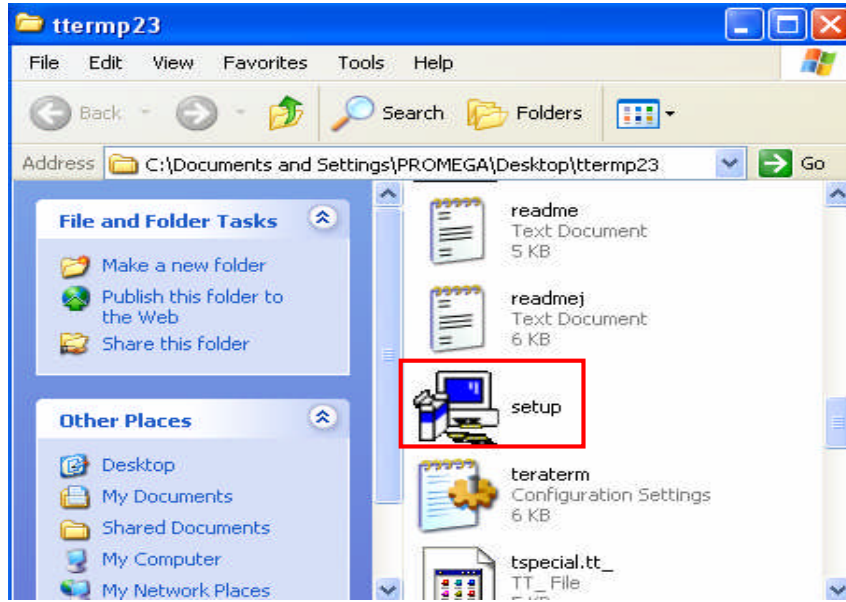 ttermp23
File Edit View Favorites Tools Help
Back Search Folders
Address C:\Documents and Settings\PROMEGA\Desktop\ttermp23 Go
File and Folder Tasks
Make a new folder
Publish this folder to
the Web
Share this folder
Other Places
Desktop
My Documents
Shared Documents
My Computer
My Network Places
readme
Text Document
5 KB
readmej
Text Document
6 KB
setup
teraterm
Configuration Settings
6 KB
tspecial.tt_
TT_ File